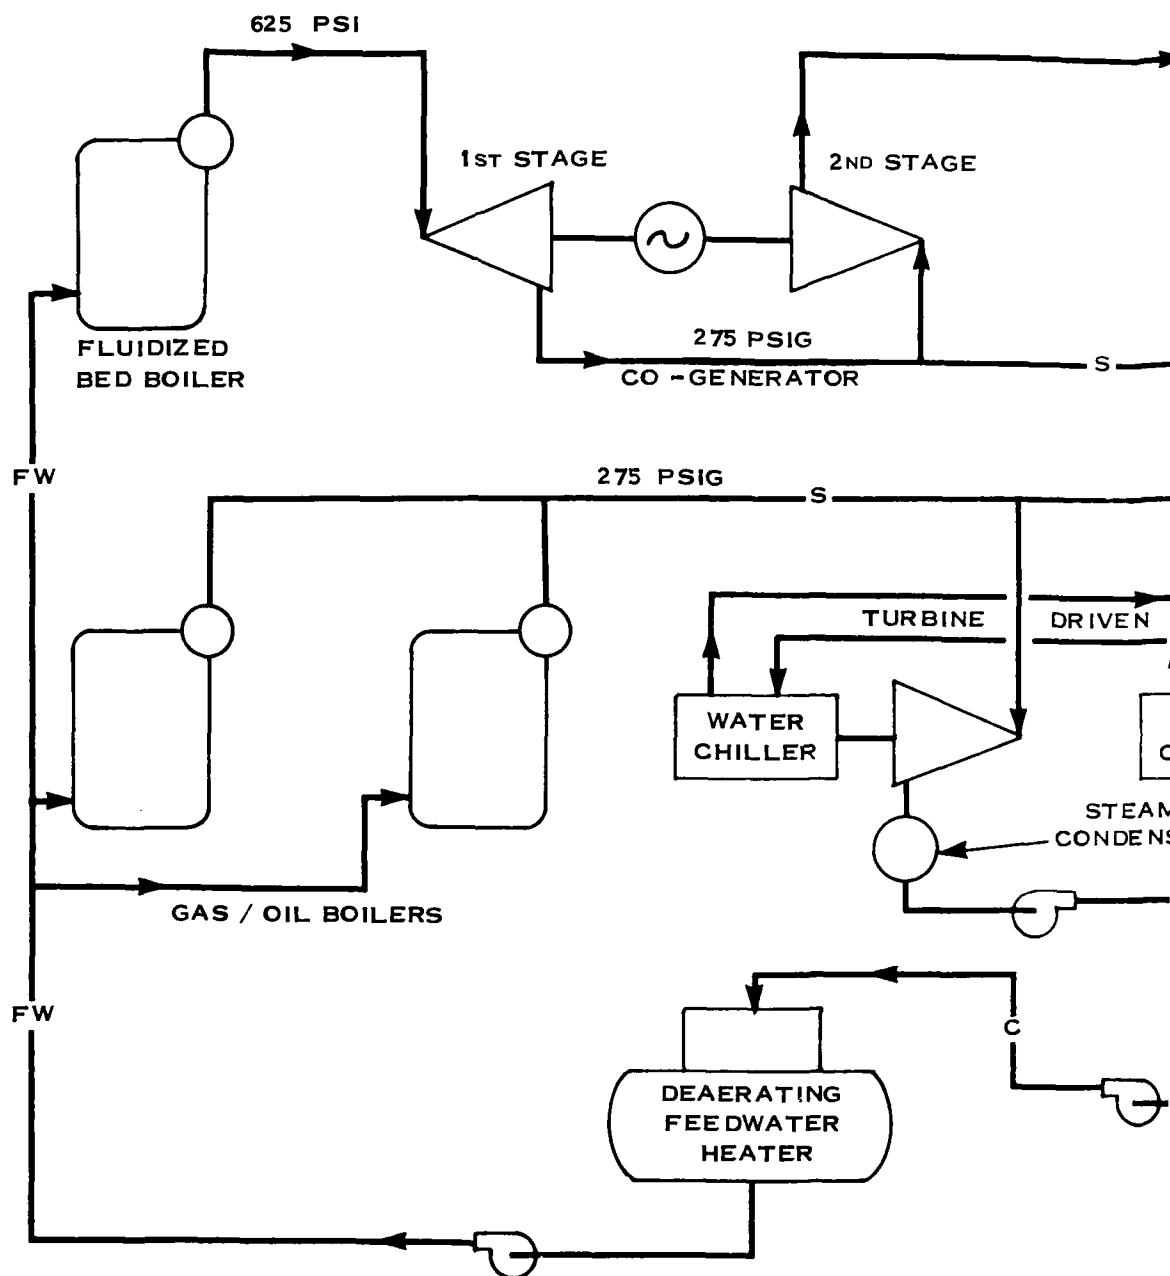 625 PSI
1ST STAGE
2ND STAGE
275 PSIG
CO-GENERATOR
S
FLUIDIZED
BED BOILER
FW
275 PSIG
S
TURBINE DRIVEN
WATER
CHILLER
GAS / OIL BOILERS
FW
C
DEAERATING
FEEDWATER
HEATER